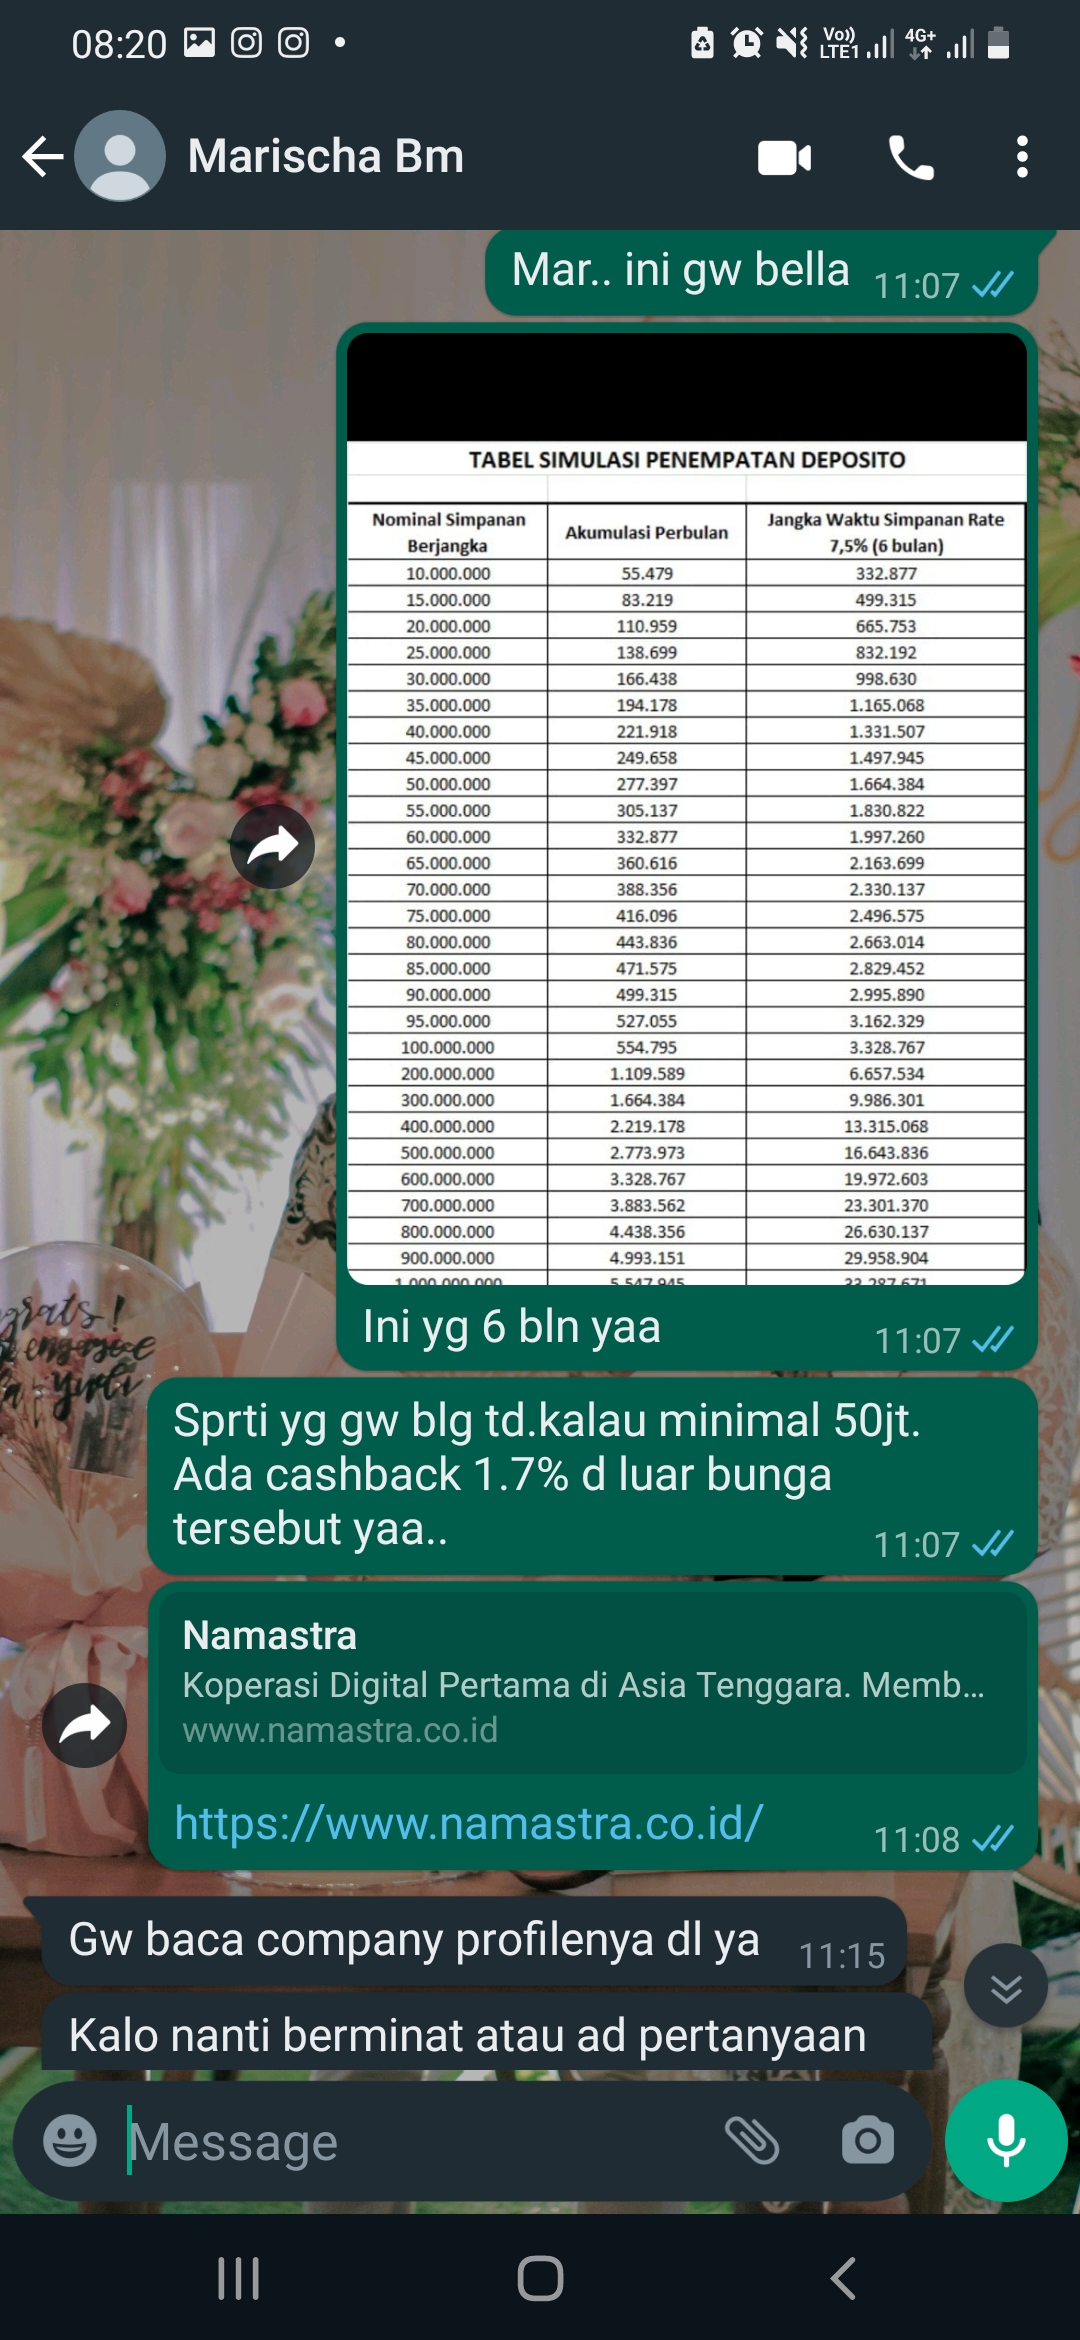 08:20
Vo)) LTE1 4G+
Marischa Bm
Mar.. ini gw bella 11:07
TABEL SIMULASI PENEMPATAN DEPOSITO
Nominal Simpanan Berjangka Akumulasi Perbulan Jangka Waktu Simpanan Rate 7,5% (6 bulan)
10.000.000 55.479 332.877
15.000.000 83.219 499.315
20.000.000 110.959 665.753
25.000.000 138.699 832.192
30.000.000 166.438 998.630
35.000.000 194.178 1.165.068
40.000.000 221.918 1.331.507
45.000.000 249.658 1.497.945
50.000.000 277.397 1.664.384
55.000.000 305.137 1.830.822
60.000.000 332.877 1.997.260
65.000.000 360.616 2.163.699
70.000.000 388.356 2.330.137
75.000.000 416.096 2.496.575
80.000.000 443.836 2.663.014
85.000.000 471.575 2.829.452
90.000.000 499.315 2.995.890
95.000.000 527.055 3.162.329
100.000.000 554.795 3.328.767
200.000.000 1.109.589 6.657.534
300.000.000 1.664.384 9.986.301
400.000.000 2.219.178 13.315.068
500.000.000 2.773.973 16.643.836
600.000.000 3.328.767 19.972.603
700.000.000 3.883.562 23.301.370
800.000.000 4.438.356 26.630.137
900.000.000 4.993.151 29.958.904
1.000.000.000 5.547.945 33.287.671
Ini yg 6 bln yaa 11:07
Sprti yg gw blg td.kalau minimal 50jt.
Ada cashback 1.7% d luar bunga
tersebut yaa.. 11:07
Namastra
Koperasi Digital Pertama di Asia Tenggara. Memb...
www.namastra.co.id
https://www.namastra.co.id/ 11:08
Gw baca company profilenya dl ya 11:15
Kalo nanti berminat atau ad pertanyaan
Message